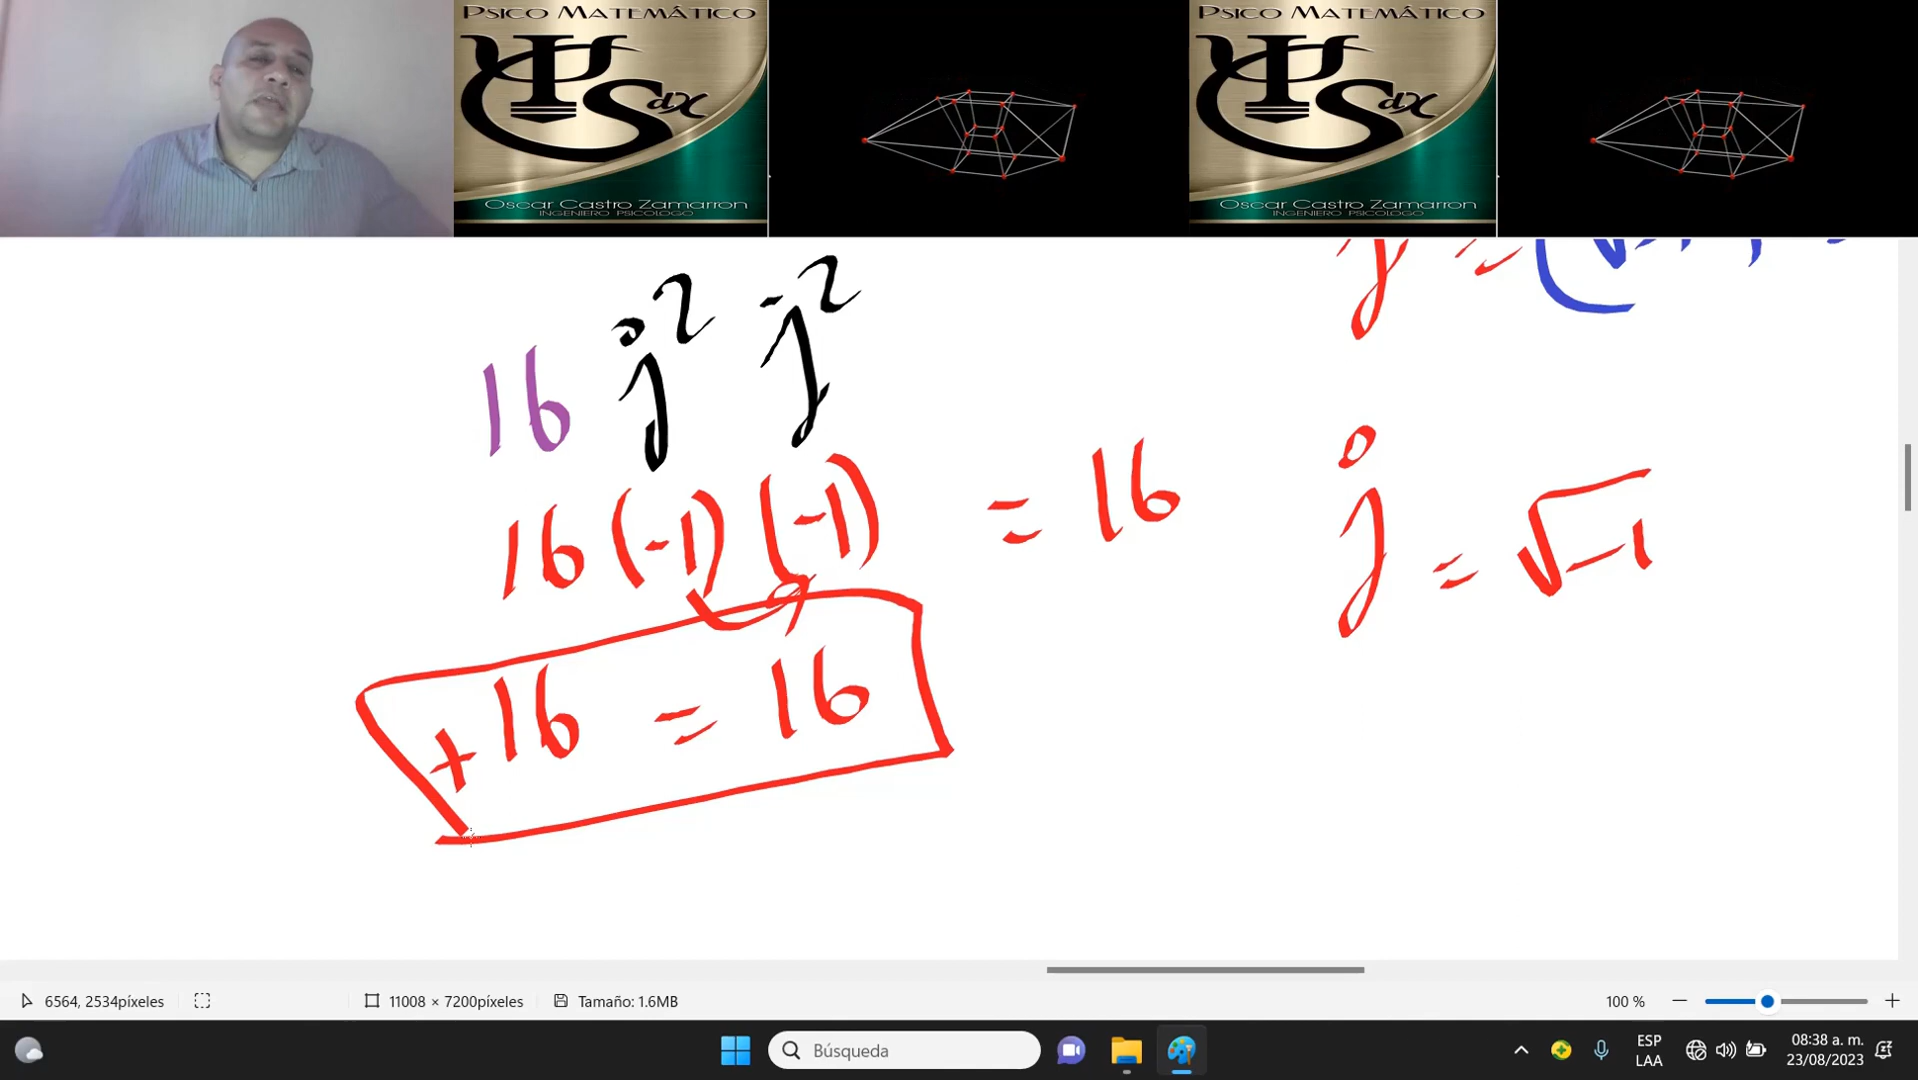 PSICO MATEMÁTICO
dx
Oscar Castro Zamarron
INGENIERO PSICOLOGO
PSICO MATEMÁTICO
dx
Oscar Castro Zamarron
INGENIERO PSICOLOGO
16 j² j²
16(-1)(-1) = 16
j = √-1
+16 = 16
6564, 2534píxeles
11008 × 7200píxeles
Tamaño: 1.6MB
100 %
Búsqueda
ESP
LAA
08:38 a. m.
23/08/2023